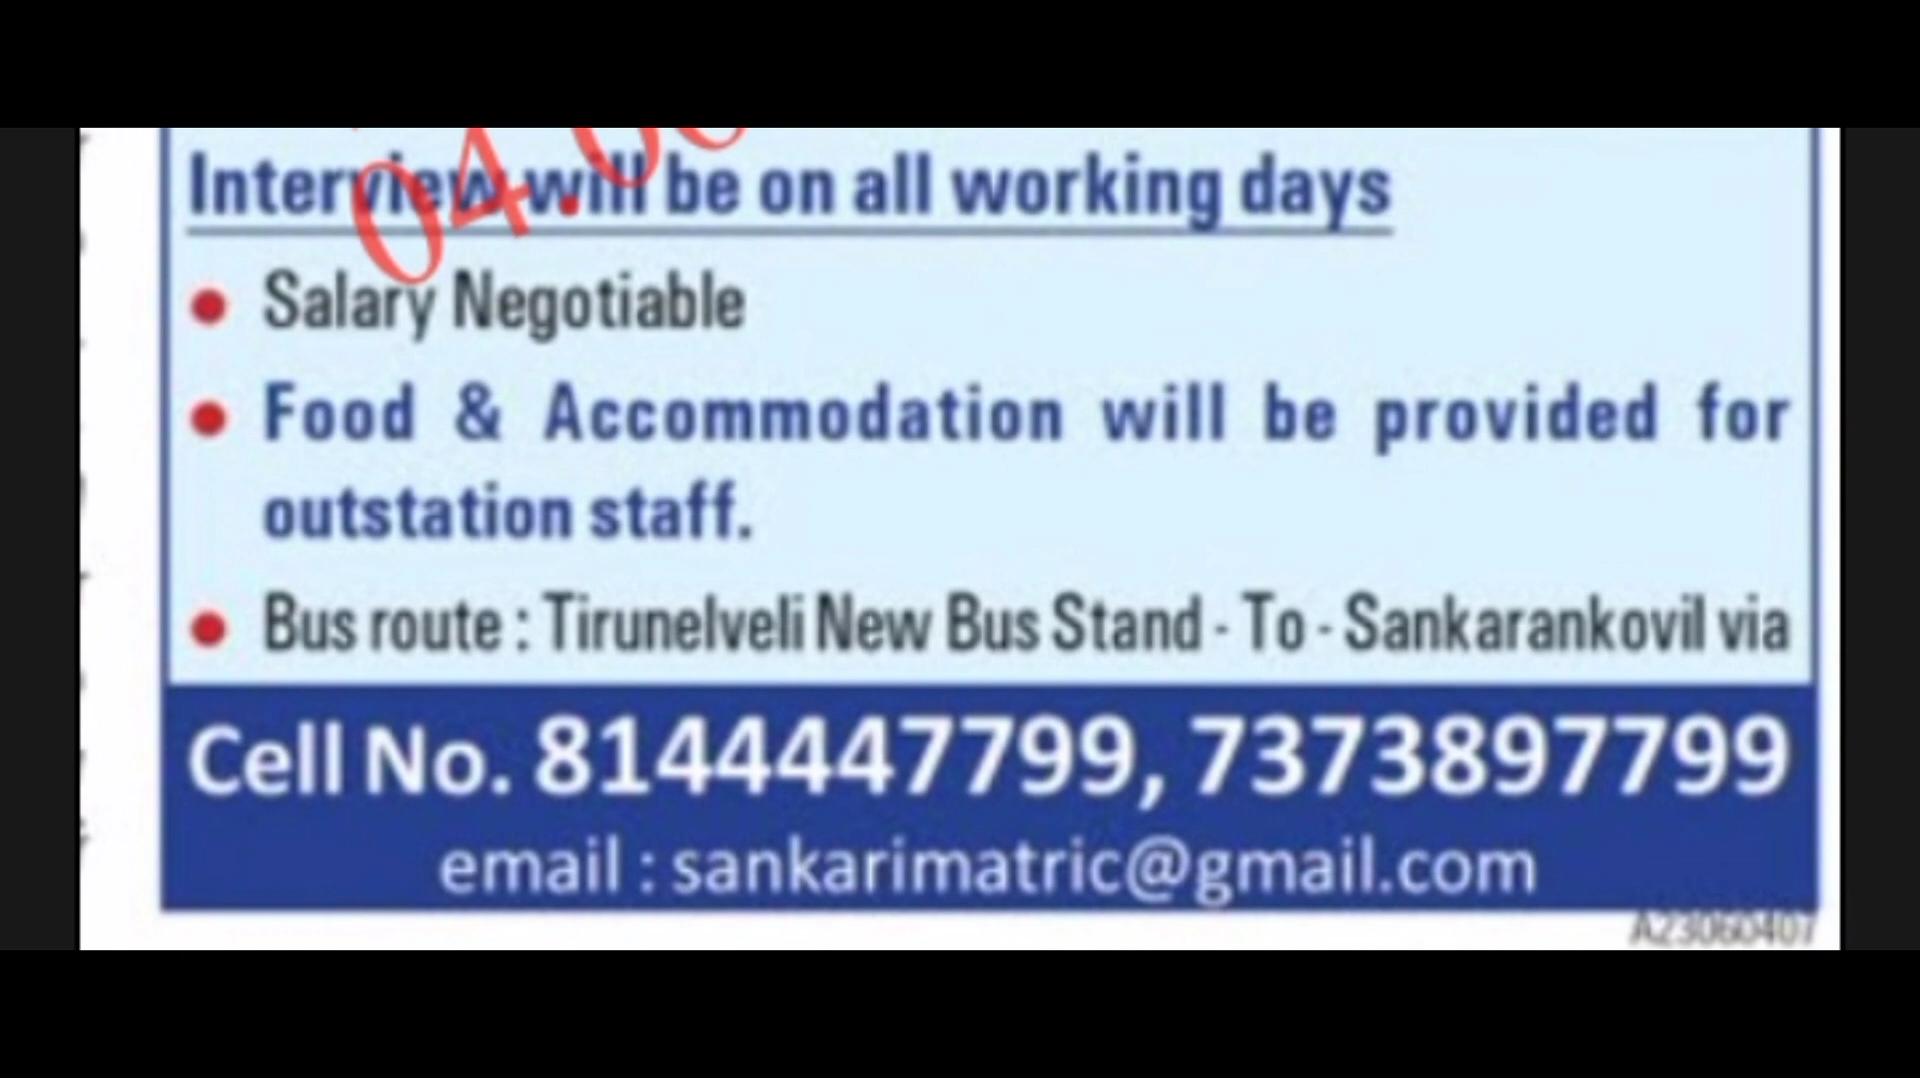 Interview will be on all working days
● Salary Negotiable
● Food & Accommodation will be provided for
outstation staff.
● Bus route : Tirunelveli New Bus Stand - To - Sankarankovil via
Cell No. 8144447799, 7373897799
email : sankarimatric@gmail.com
A23060407